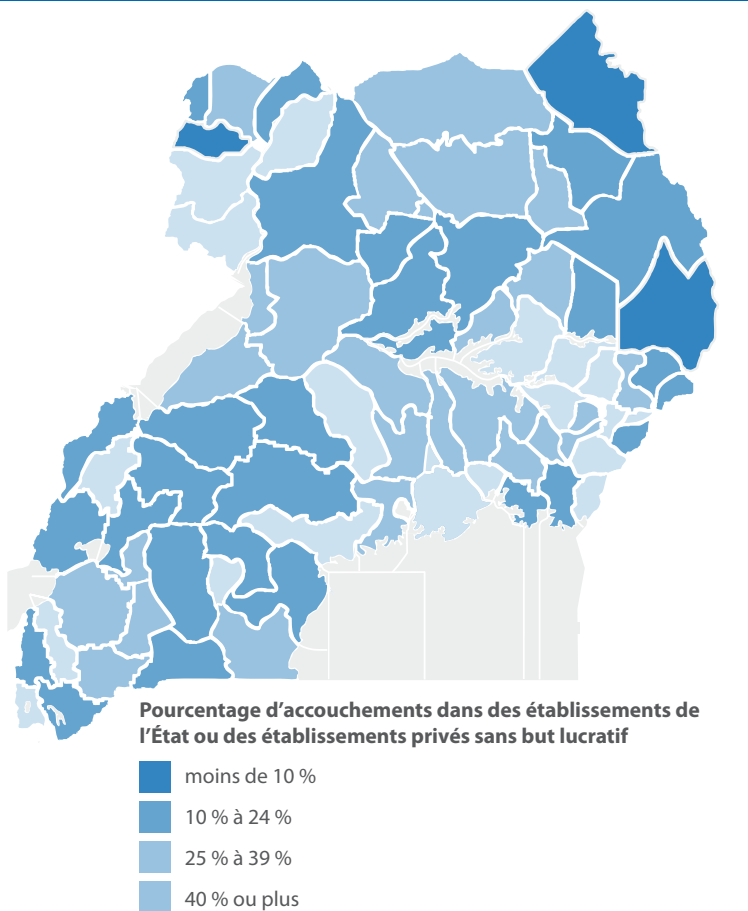 Pourcentage d’accouchements dans des établissements de
l’État ou des établissements privés sans but lucratif
moins de 10 %
10 % à 24 %
25 % à 39 %
40 % ou plus